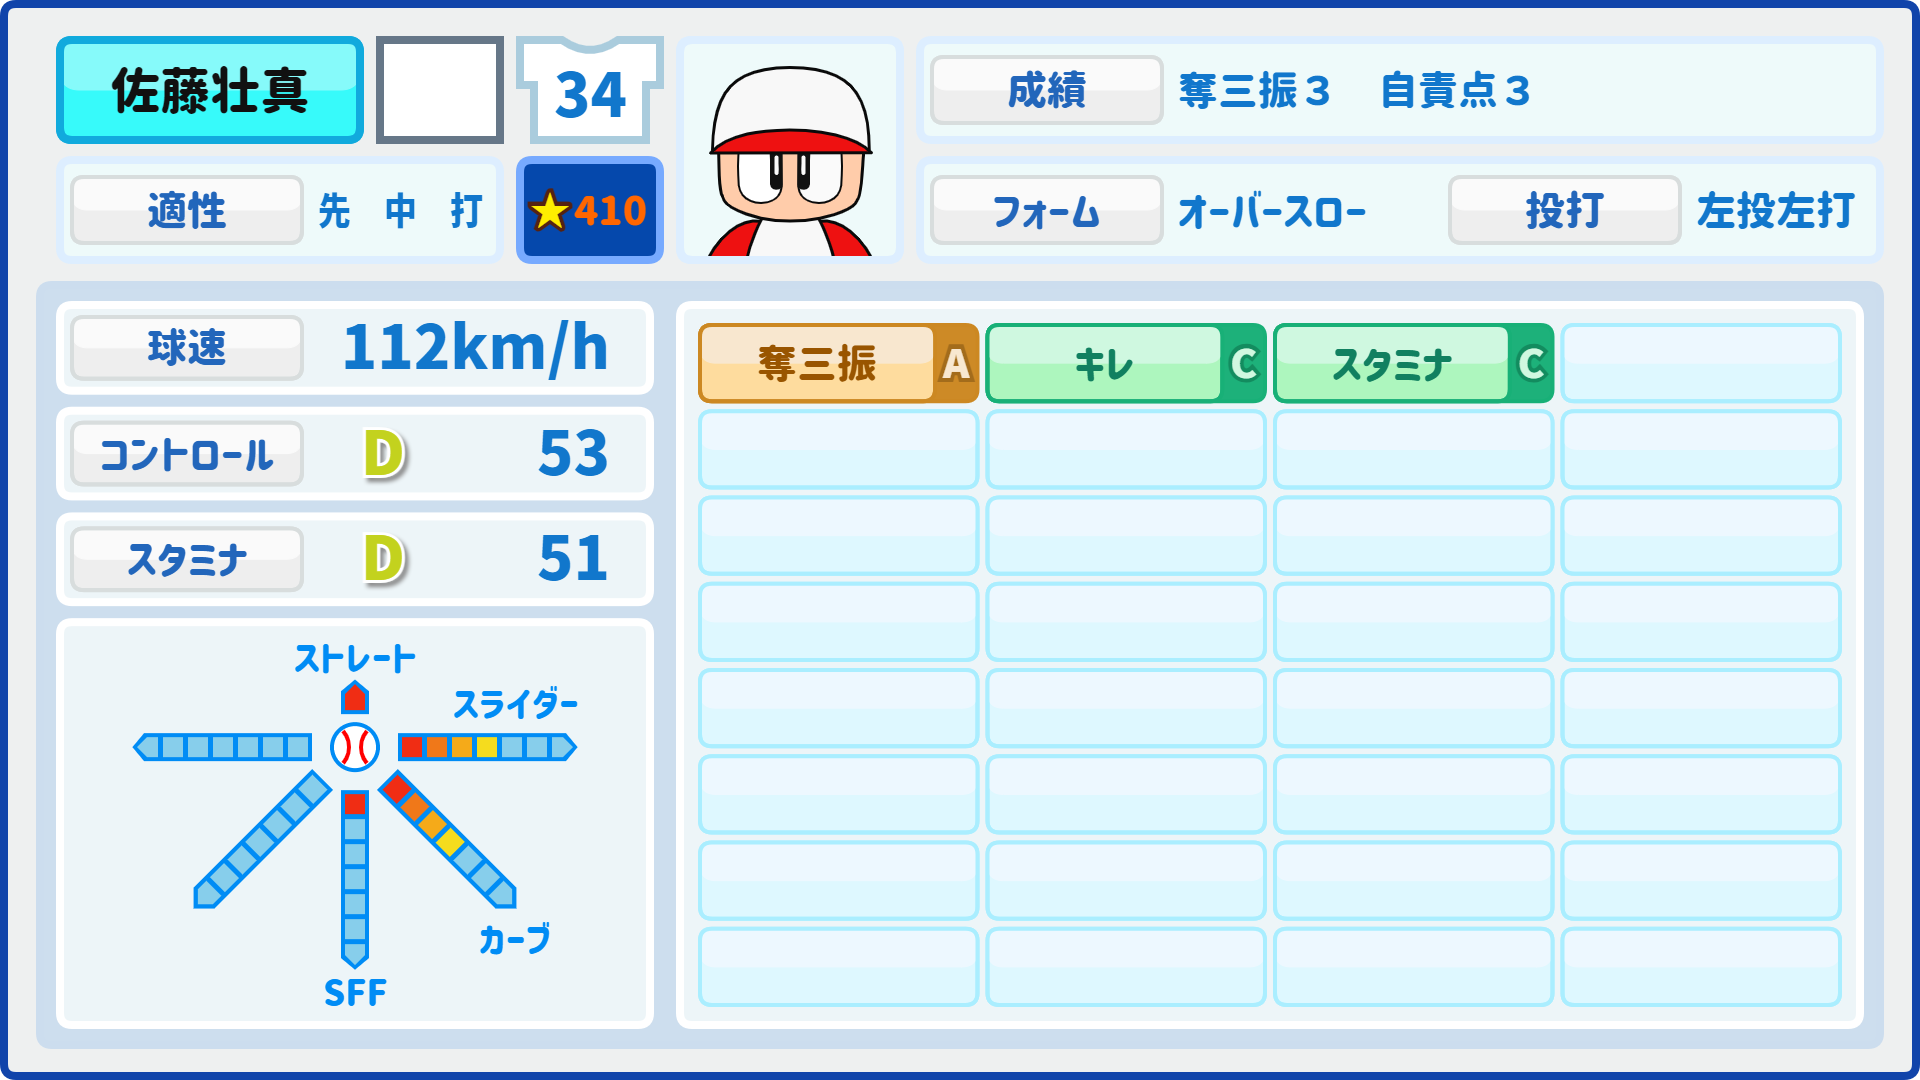 佐藤壮真
34
成績 奪三振３ 自責点３
適性 先 中 打
★410
フォーム オーバースロー 投打 左投左打
球速 112km/h
コントロール D 53
スタミナ D 51
奪三振 A
キレ C
スタミナ C
ストレート
スライダー
カーブ
SFF